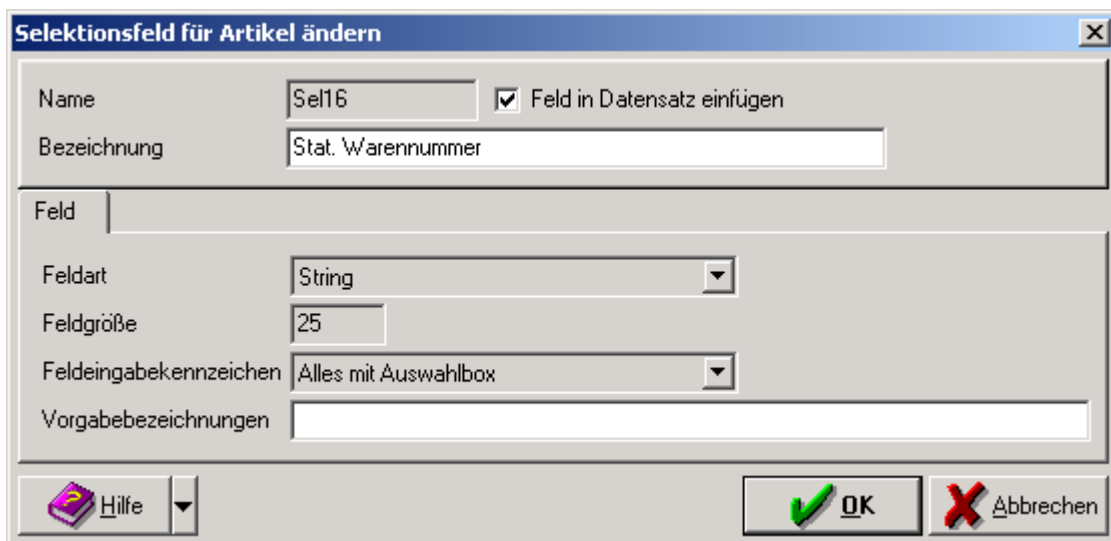 Selektionsfeld für Artikel ändern
Name Sel16 Feld in Datensatz einfügen
Bezeichnung Stat. Warennummer
Feld
Feldart String
Feldgröße 25
Feldeingabekennzeichen Alles mit Auswahlbox
Vorgabebezeichnungen
Hilfe OK Abbrechen